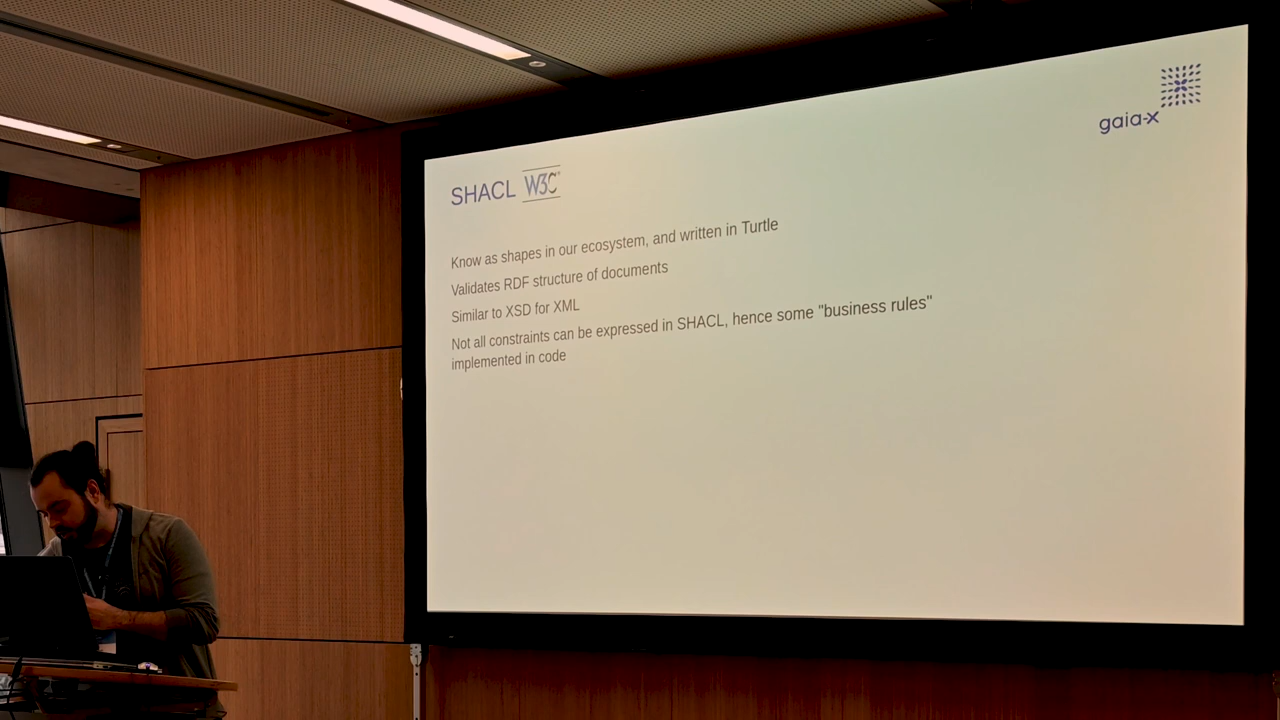 gaia-x
SHACL W3C
Know as shapes in our ecosystem, and written in Turtle
Validates RDF structure of documents
Similar to XSD for XML
Not all constraints can be expressed in SHACL, hence some "business rules"
implemented in code